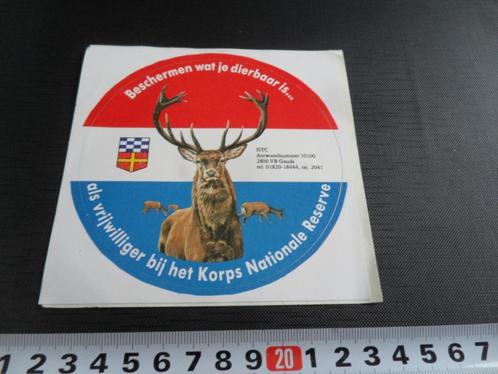 Beschermen wat je dierbaar is...
NTC
Antwoordnummer 10100
2800 VB Gouda
tel. 01820-18444, tst. 2041
als vrijwilliger bij het Korps Nationale Reserve
1 2 3 4 5 6 7 8 9 20 1 2 3 4 5 6 7